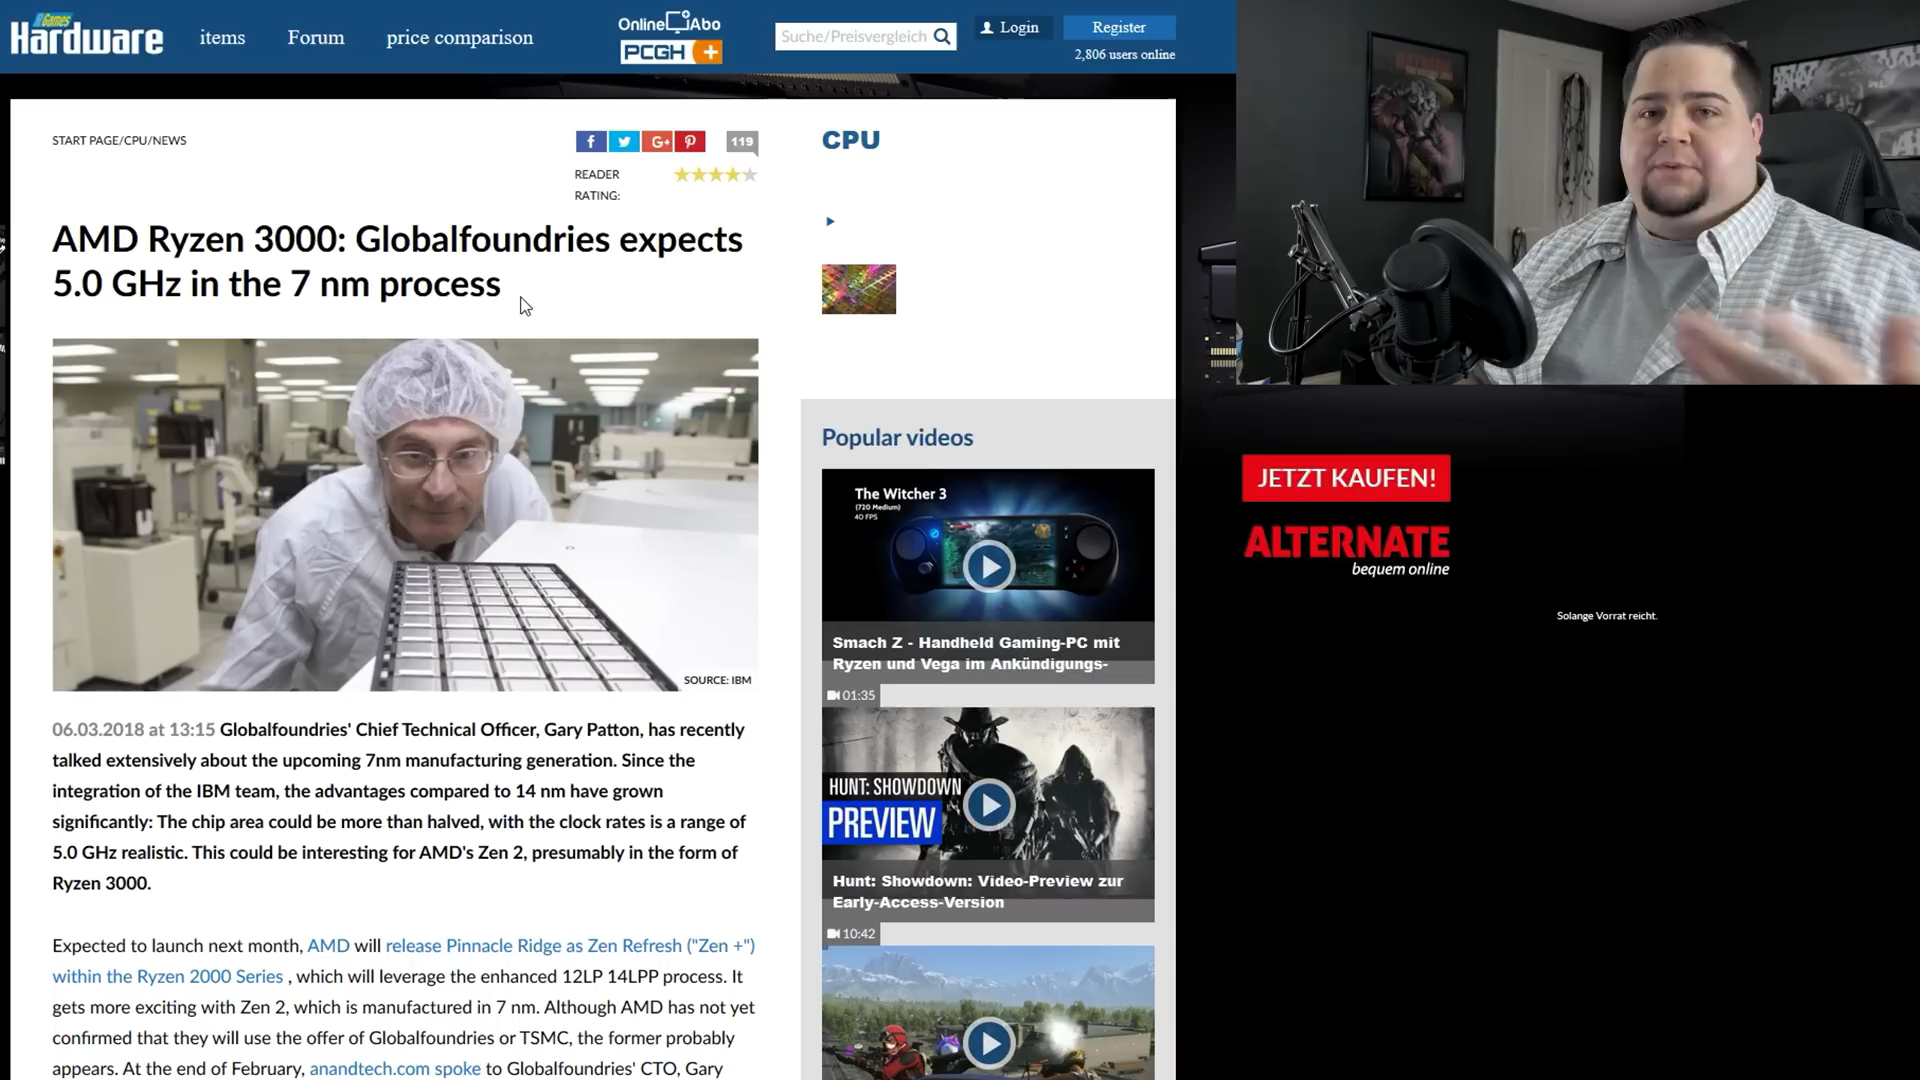 Games
Hardware
items
Forum
price comparison
Online Abo
PCGH +
Suche/Preisvergleich
Login
Register
2,806 users online
START PAGE/CPU/NEWS
f
G+
119
READER
RATING:
AMD Ryzen 3000: Globalfoundries expects
5.0 GHz in the 7 nm process
SOURCE: IBM
06.03.2018 at 13:15 Globalfoundries' Chief Technical Officer, Gary Patton, has recently
talked extensively about the upcoming 7nm manufacturing generation. Since the
integration of the IBM team, the advantages compared to 14 nm have grown
significantly: The chip area could be more than halved, with the clock rates is a range of
5.0 GHz realistic. This could be interesting for AMD's Zen 2, presumably in the form of
Ryzen 3000.
Expected to launch next month, AMD will release Pinnacle Ridge as Zen Refresh ("Zen +")
within the Ryzen 2000 Series , which will leverage the enhanced 12LP 14LPP process. It
gets more exciting with Zen 2, which is manufactured in 7 nm. Although AMD has not yet
confirmed that they will use the offer of Globalfoundries or TSMC, the former probably
appears. At the end of February, anandtech.com spoke to Globalfoundries' CTO, Gary
CPU
Popular videos
The Witcher 3
(720 Medium)
40 FPS
Smach Z - Handheld Gaming-PC mit
Ryzen und Vega im Ankündigungs-
01:35
HUNT: SHOWDOWN
PREVIEW
Hunt: Showdown: Video-Preview zur
Early-Access-Version
10:42
JETZT KAUFEN!
ALTERNATE
bequem online
Solange Vorrat reicht.